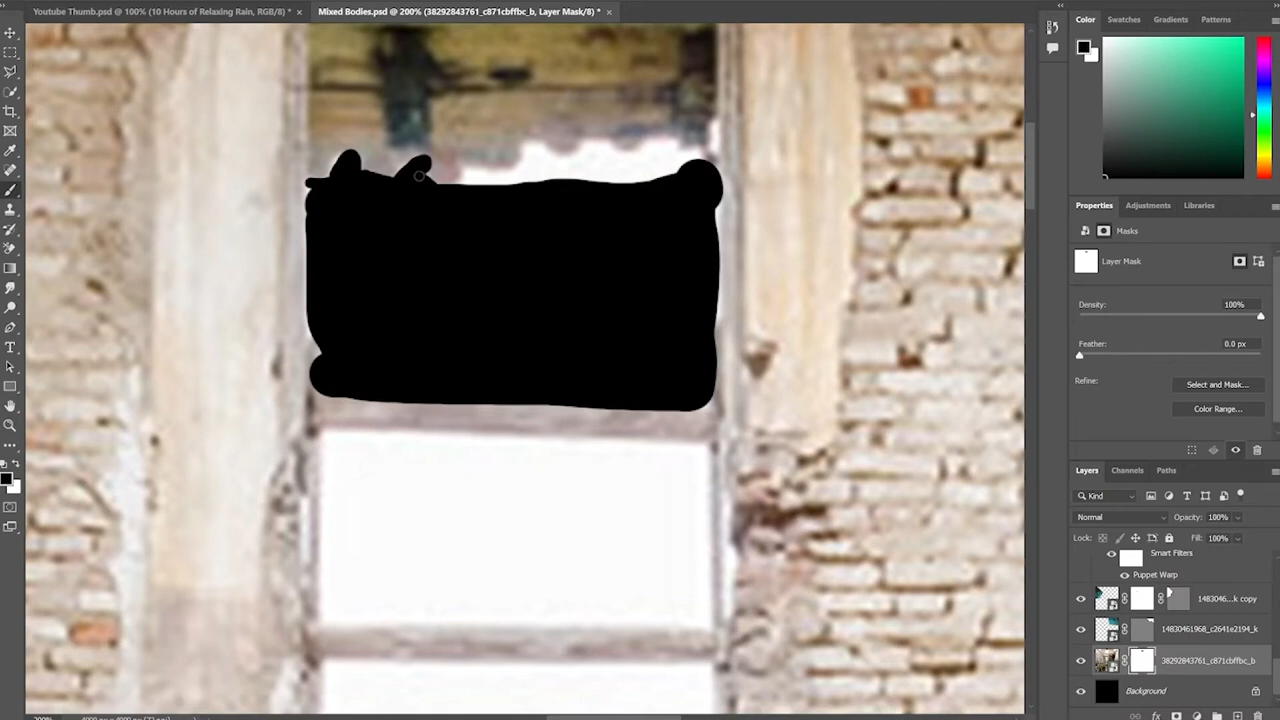 Youtube Thumb.psd @ 100% (10 Hours of Relaxing Rain, RGB/8) * ×
Mixed Bodies.psd @ 200% (38292843761_c871cbffbc_b, Layer Mask/8) * ×
Color Swatches Gradients Patterns
Properties Adjustments Libraries
Masks
Layer Mask
Density: 100%
Feather: 0.0 px
Refine: Select and Mask...
Color Range...
Layers Channels Paths
Kind
Normal Opacity: 100%
Lock: Fill: 100%
Smart Filters
Puppet Warp
1483046...k copy
14830461968_c2641e2194_k
38292843761_c871cbffbc_b
Background